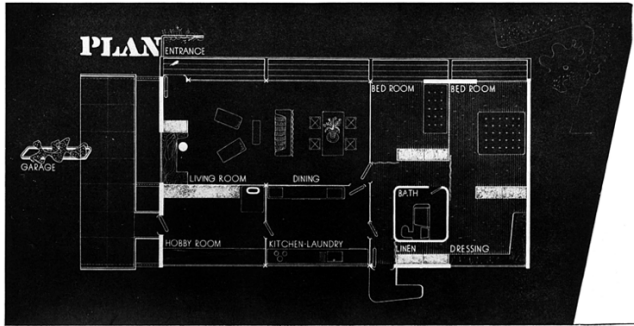 PLAN
ENTRANCE
BED ROOM
BED ROOM
GARAGE
LIVING ROOM
DINING
BATH
HOBBY ROOM
KITCHEN-LAUNDRY
LINEN
DRESSING